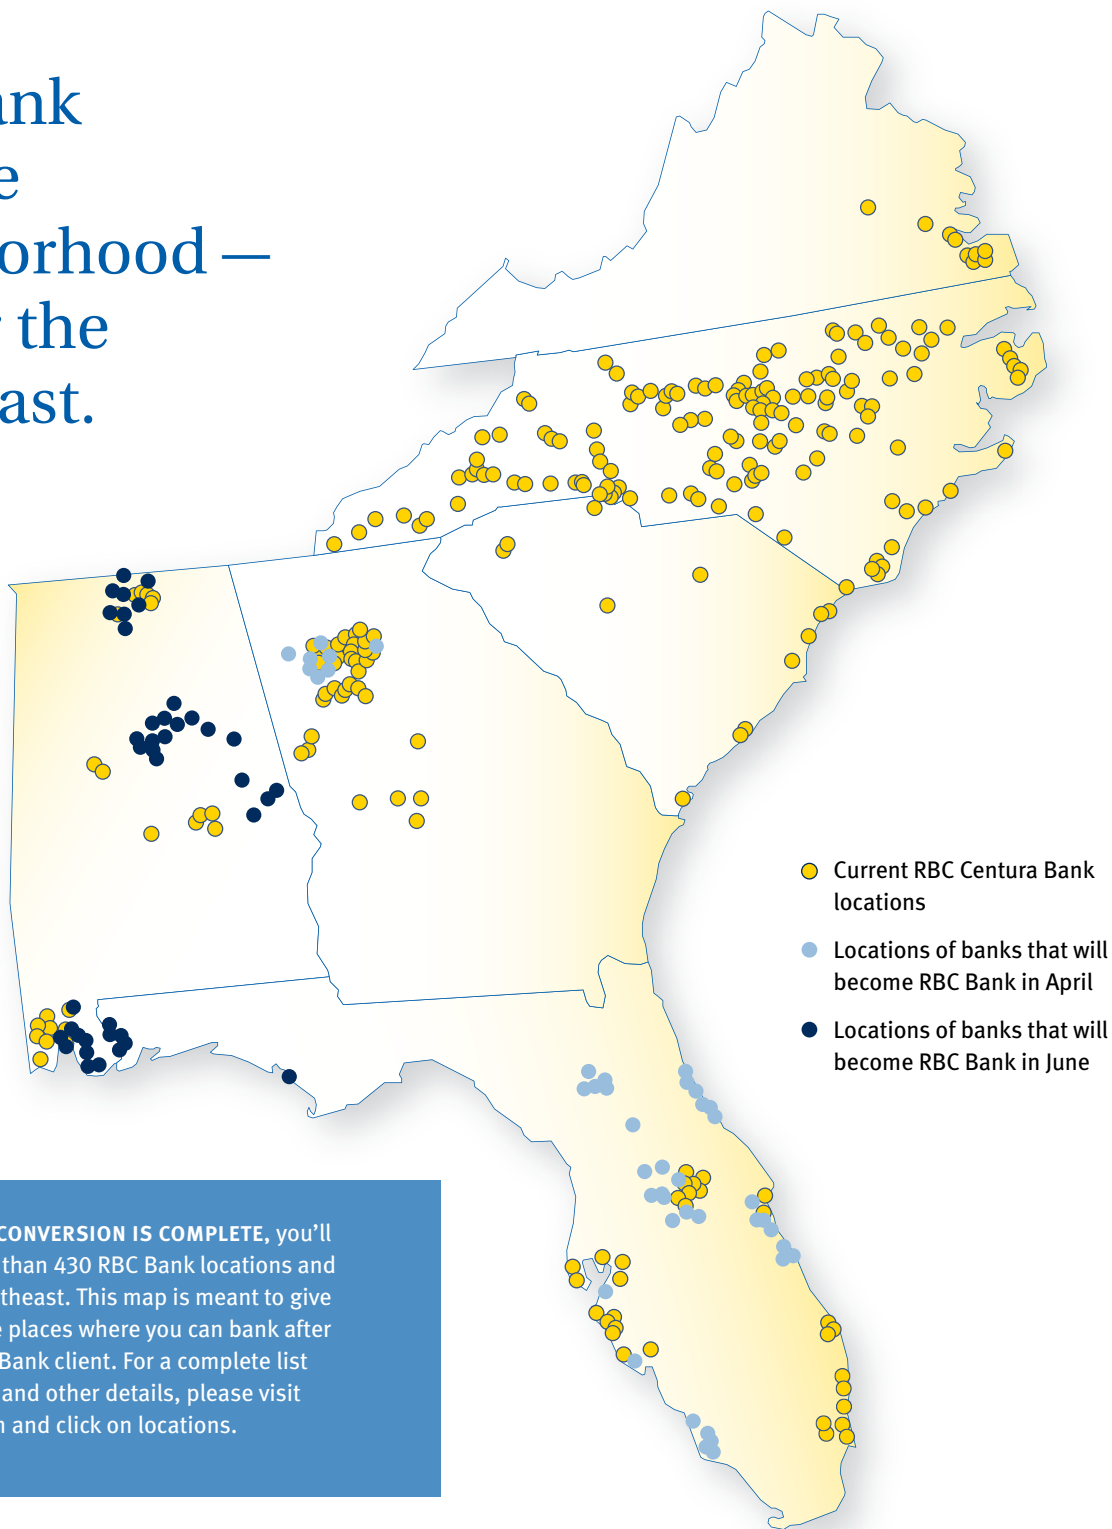 ank
e
orhood —
r the
ast.
Current RBC Centura Bank
locations
Locations of banks that will
become RBC Bank in April
Locations of banks that will
become RBC Bank in June
CONVERSION IS COMPLETE, you’ll
than 430 RBC Bank locations and
theast. This map is meant to give
e places where you can bank after
Bank client. For a complete list
and other details, please visit
and click on locations.